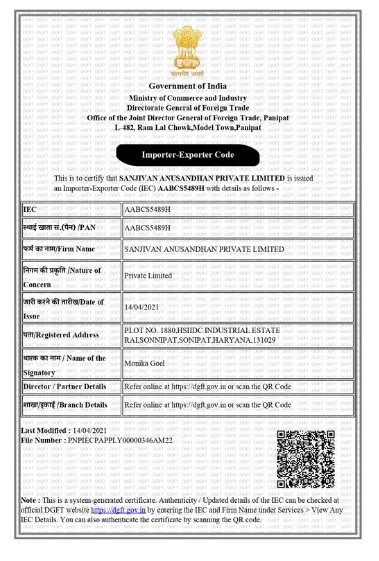 सत्यमेव जयते
Government of India
Ministry of Commerce and Industry
Directorate General of Foreign Trade
Office of the Joint Director General of Foreign Trade, Panipat
L-482, Ram Lal Chowk,Model Town,Panipat
Importer-Exporter Code
This is to certify that SANJIVAN ANUSANDHAN PRIVATE LIMITED is issued
an Importer-Exporter Code (IEC) AABCS5489H with details as follows -
IEC AABCS5489H
स्थाई खाता सं.(पैन) /PAN AABCS5489H
फर्म का नाम/Firm Name SANJIVAN ANUSANDHAN PRIVATE LIMITED
निगम की प्रकृति /Nature of
Concern Private Limited
जारी करने की तारीख/Date of
Issue 14/04/2021
पता/Registered Address PLOT NO. 1880,HSIIDC INDUSTRIAL ESTATE
RAI,SONNIPAT,SONIPAT,HARYANA,131029
धारक का नाम / Name of the
Signatory Monika Goel
Director / Partner Details Refer online at https://dgft.gov.in or scan the QR Code
शाखा/इकाई /Branch Details Refer online at https://dgft.gov.in or scan the QR Code
Last Modified : 14/04/2021
File Number : PNPIECPAPPLY00000346AM22
Note : This is a system-generated certificate. Authenticity / Updated details of the IEC can be checked at
official DGFT website https://dgft.gov.in by entering the IEC and Firm Name under Services > View Any
IEC Details. You can also authenticate the certificate by scanning the QR code.